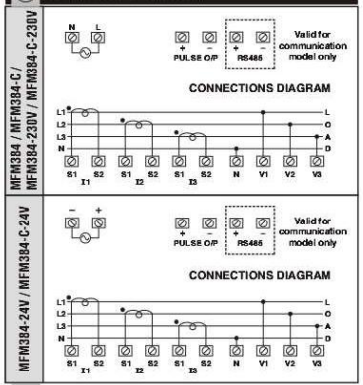 MFM384 / MFM384-C /
MFM384-230V / MFM384-C-230V
N L
+ - + -
PULSE O/P RS485
Valid for
communication
model only
CONNECTIONS DIAGRAM
L1 L
L2 O
L3 A
N D
S1 S2 S1 S2 S1 S2 N V1 V2 V3
I1 I2 I3
MFM384-24V / MFM384-C-24V
- +
+ - + -
PULSE O/P RS485
Valid for
communication
model only
CONNECTIONS DIAGRAM
L1 L
L2 O
L3 A
N D
S1 S2 S1 S2 S1 S2 N V1 V2 V3
I1 I2 I3